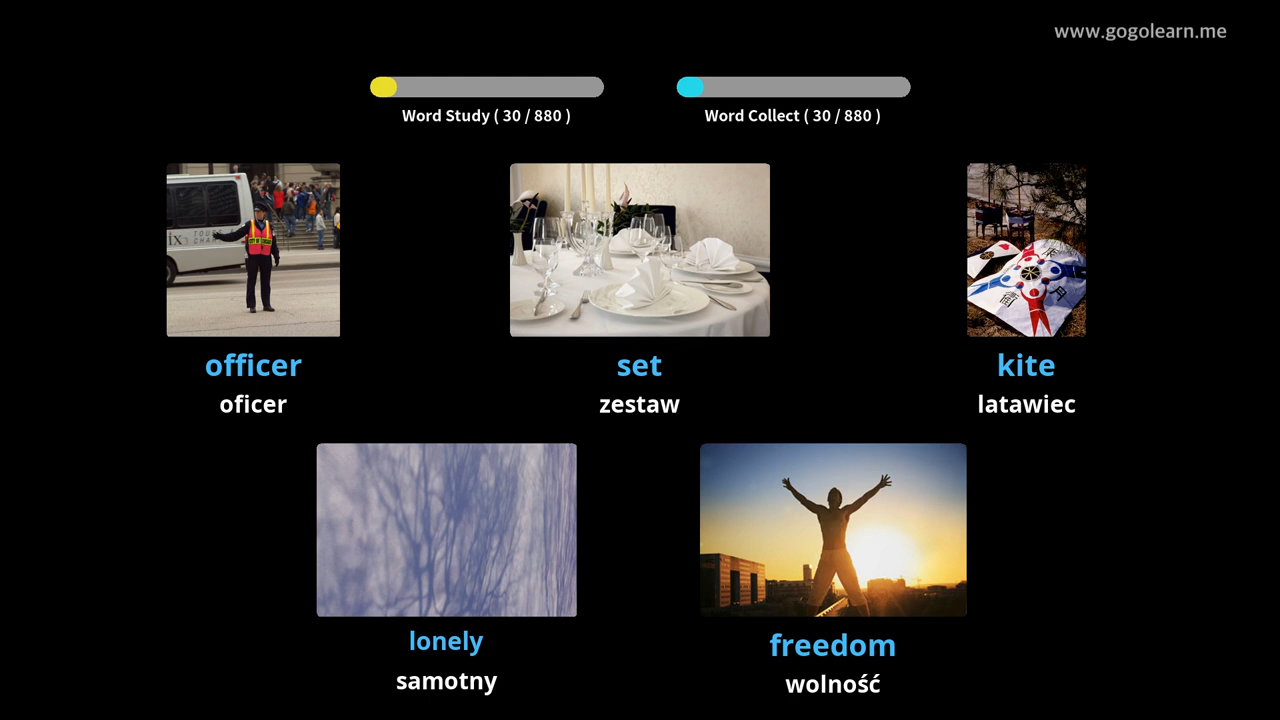 www.gogolearn.me
Word Study ( 30 / 880 )
Word Collect ( 30 / 880 )
officer
oficer
set
zestaw
kite
latawiec
lonely
samotny
freedom
wolność